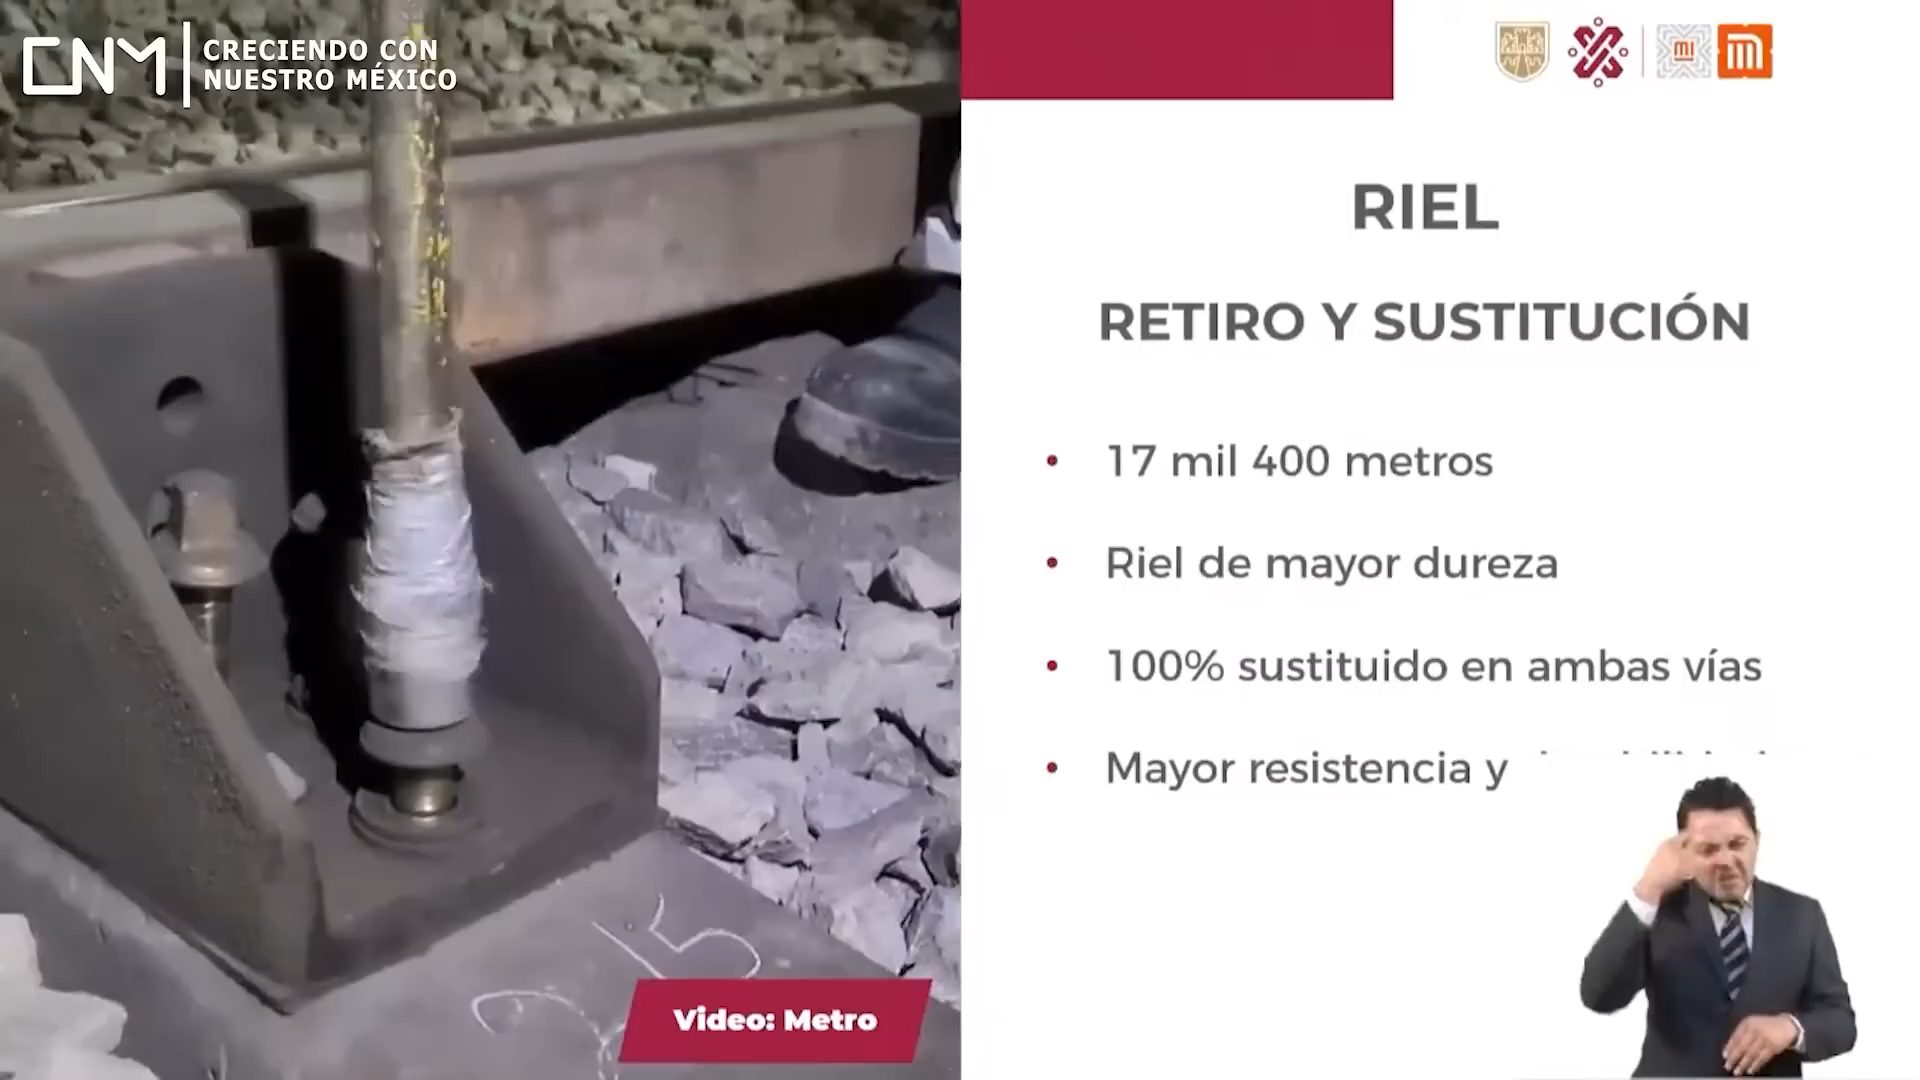 CNM
CRECIENDO CON
NUESTRO MÉXICO
MI
RIEL
RETIRO Y SUSTITUCIÓN
• 17 mil 400 metros
• Riel de mayor dureza
• 100% sustituido en ambas vías
• Mayor resistencia y
Video: Metro